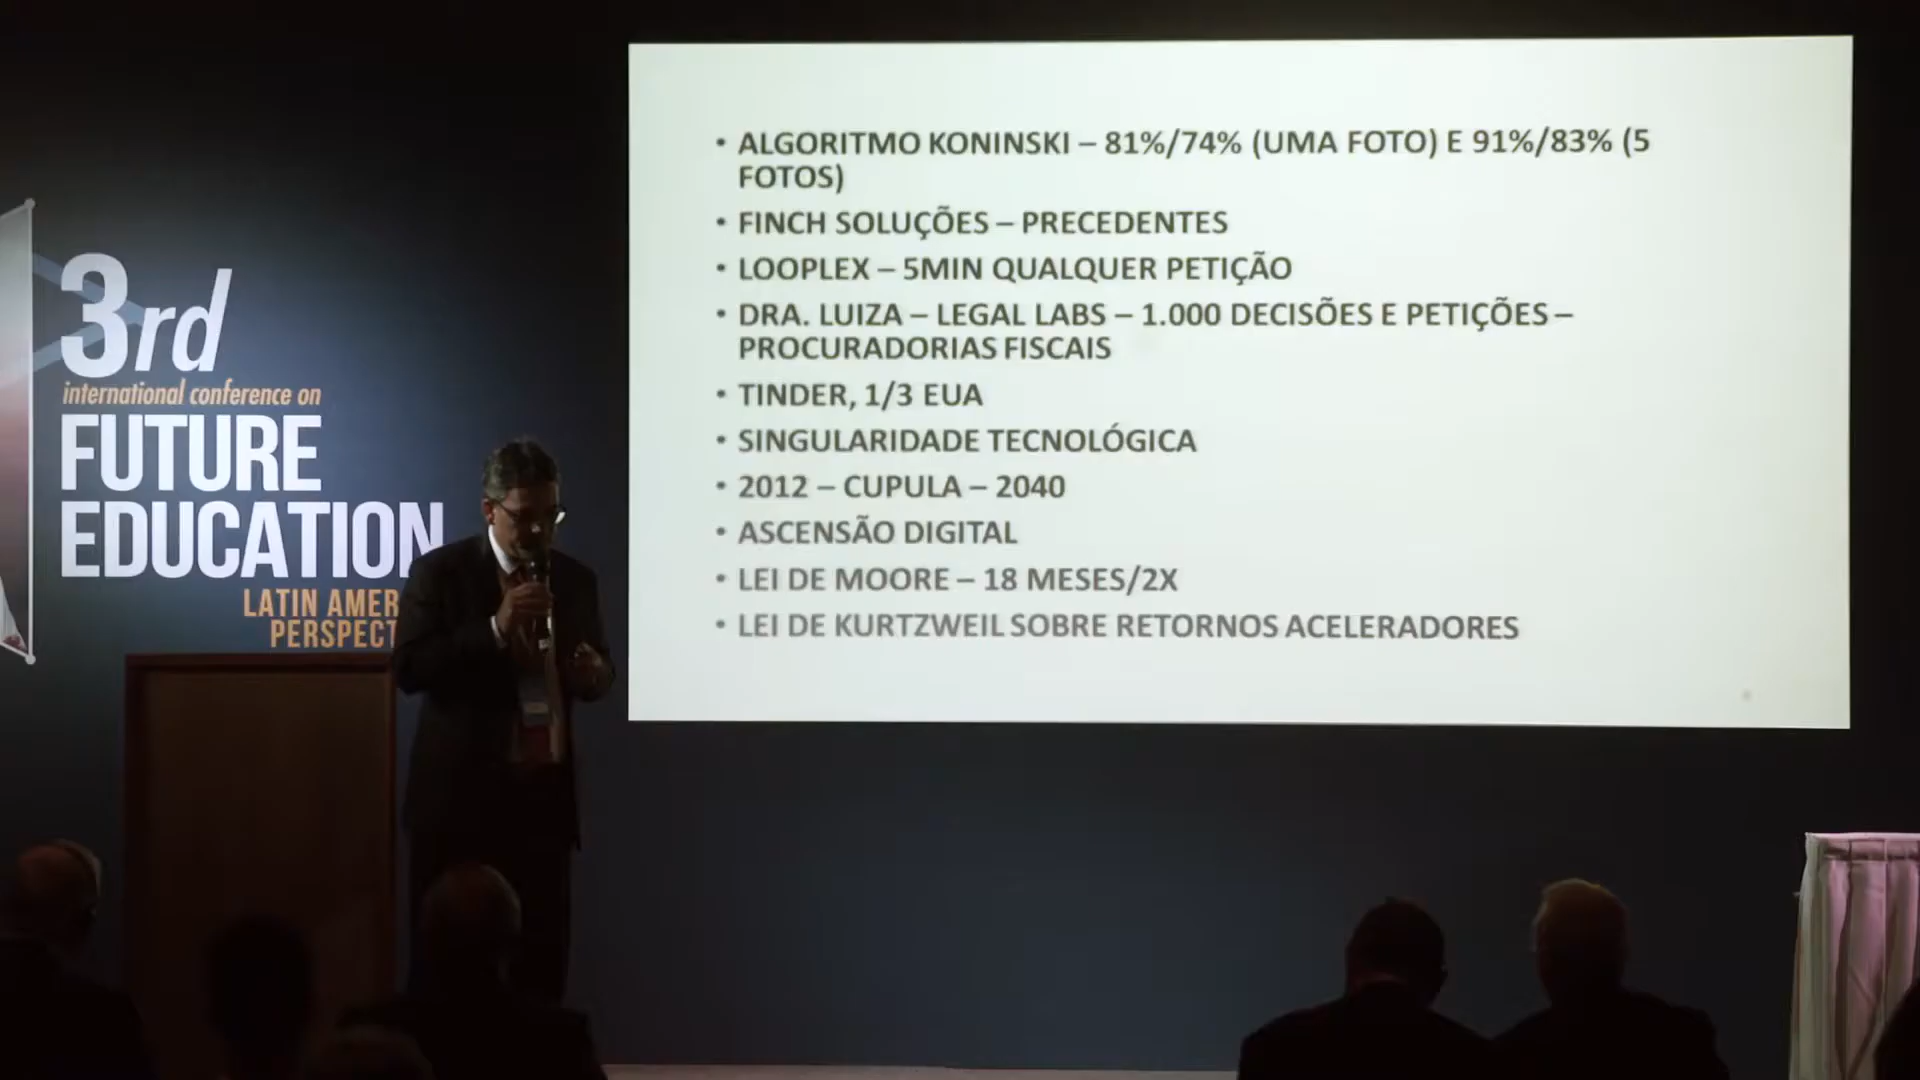 3rd
international conference on
FUTURE
EDUCATION
LATIN AMER
PERSPECT
• ALGORITMO KONINSKI – 81%/74% (UMA FOTO) E 91%/83% (5
FOTOS)
• FINCH SOLUÇÕES – PRECEDENTES
• LOOPLEX – 5MIN QUALQUER PETIÇÃO
• DRA. LUIZA – LEGAL LABS – 1.000 DECISÕES E PETIÇÕES –
PROCURADORIAS FISCAIS
• TINDER, 1/3 EUA
• SINGULARIDADE TECNOLÓGICA
• 2012 – CUPULA – 2040
• ASCENSÃO DIGITAL
• LEI DE MOORE – 18 MESES/2X
• LEI DE KURTZWEIL SOBRE RETORNOS ACELERADORES